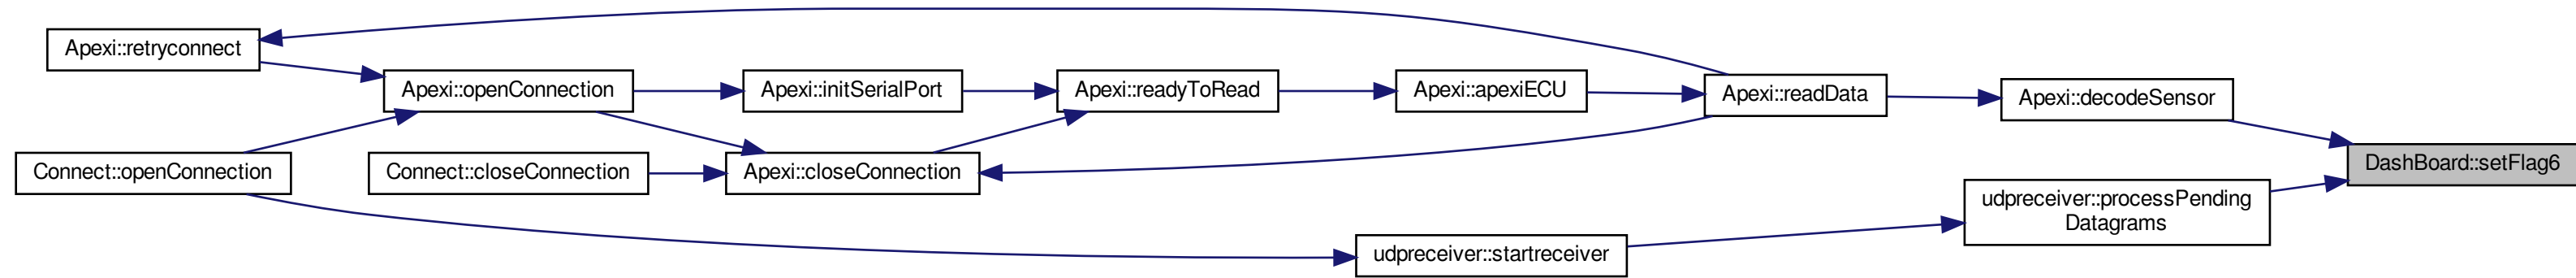 Apexi::retryconnect
Apexi::openConnection
Apexi::initSerialPort
Apexi::readyToRead
Apexi::apexiECU
Apexi::readData
Apexi::decodeSensor
DashBoard::setFlag6
Connect::openConnection
Connect::closeConnection
Apexi::closeConnection
udpreceiver::processPending
Datagrams
udpreceiver::startreceiver